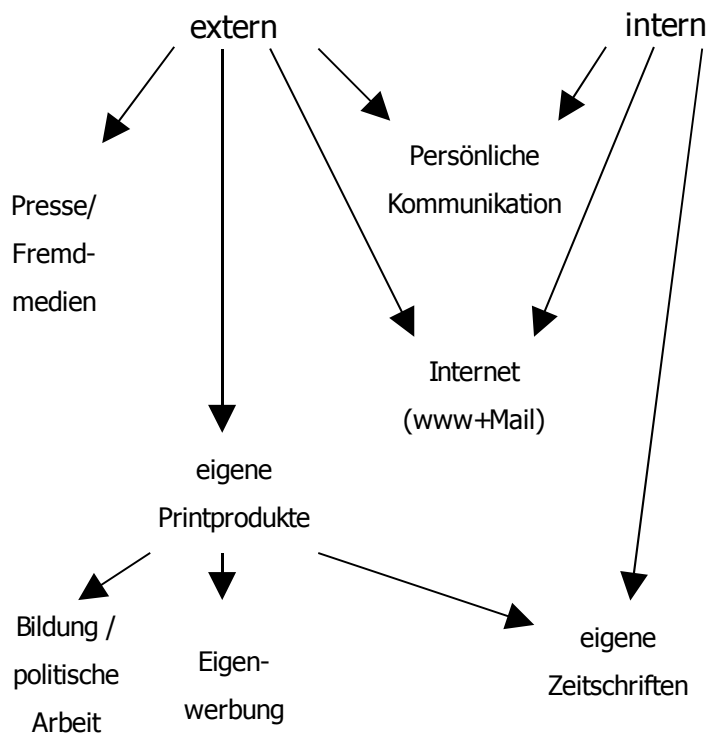 extern
intern
Persönliche
Kommunikation
Presse/
Fremd-
medien
Internet
(www+Mail)
eigene
Printprodukte
Bildung /
politische
Arbeit
Eigen-
werbung
eigene
Zeitschriften